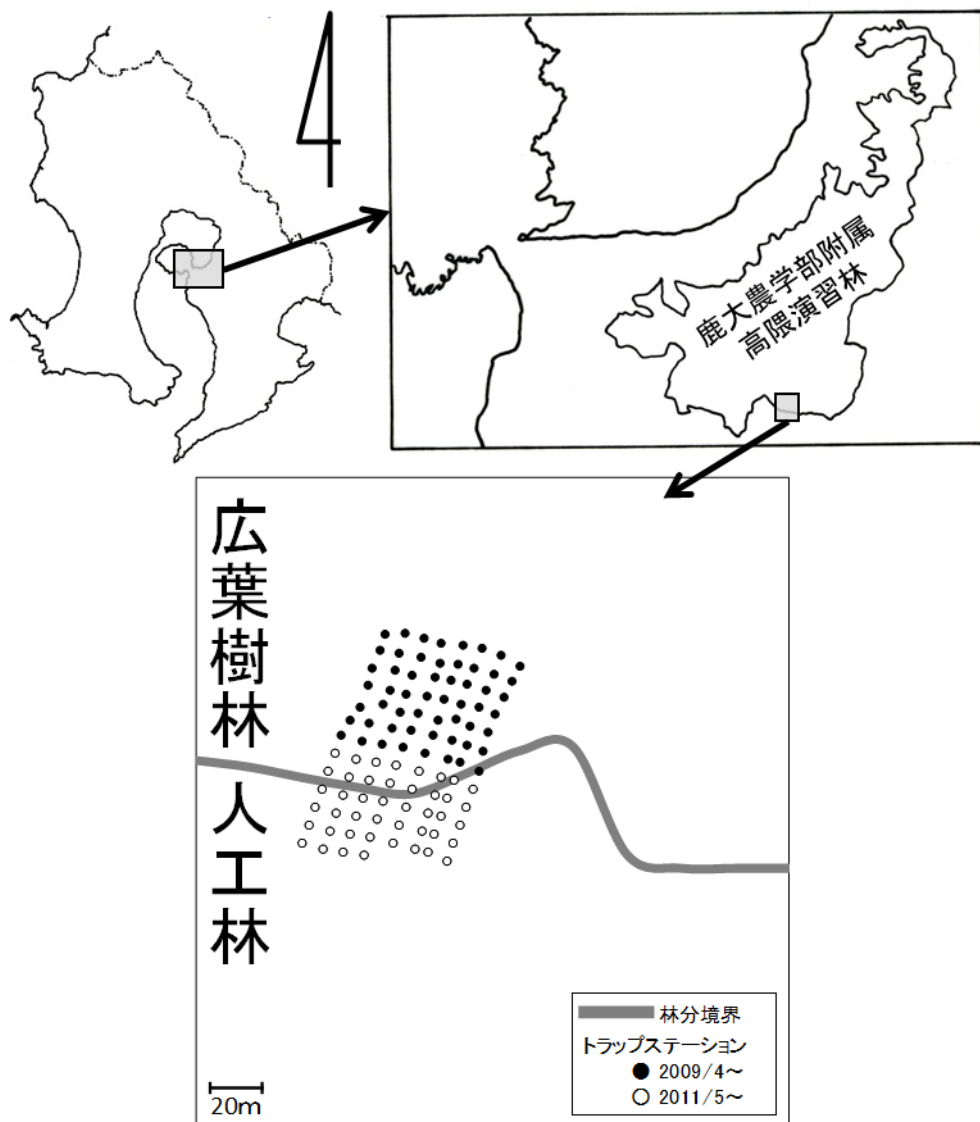 鹿大農学部附属
高隈演習林
広葉樹林
人工林
林分境界
トラップステーション
● 2009/4～
○ 2011/5～
20m